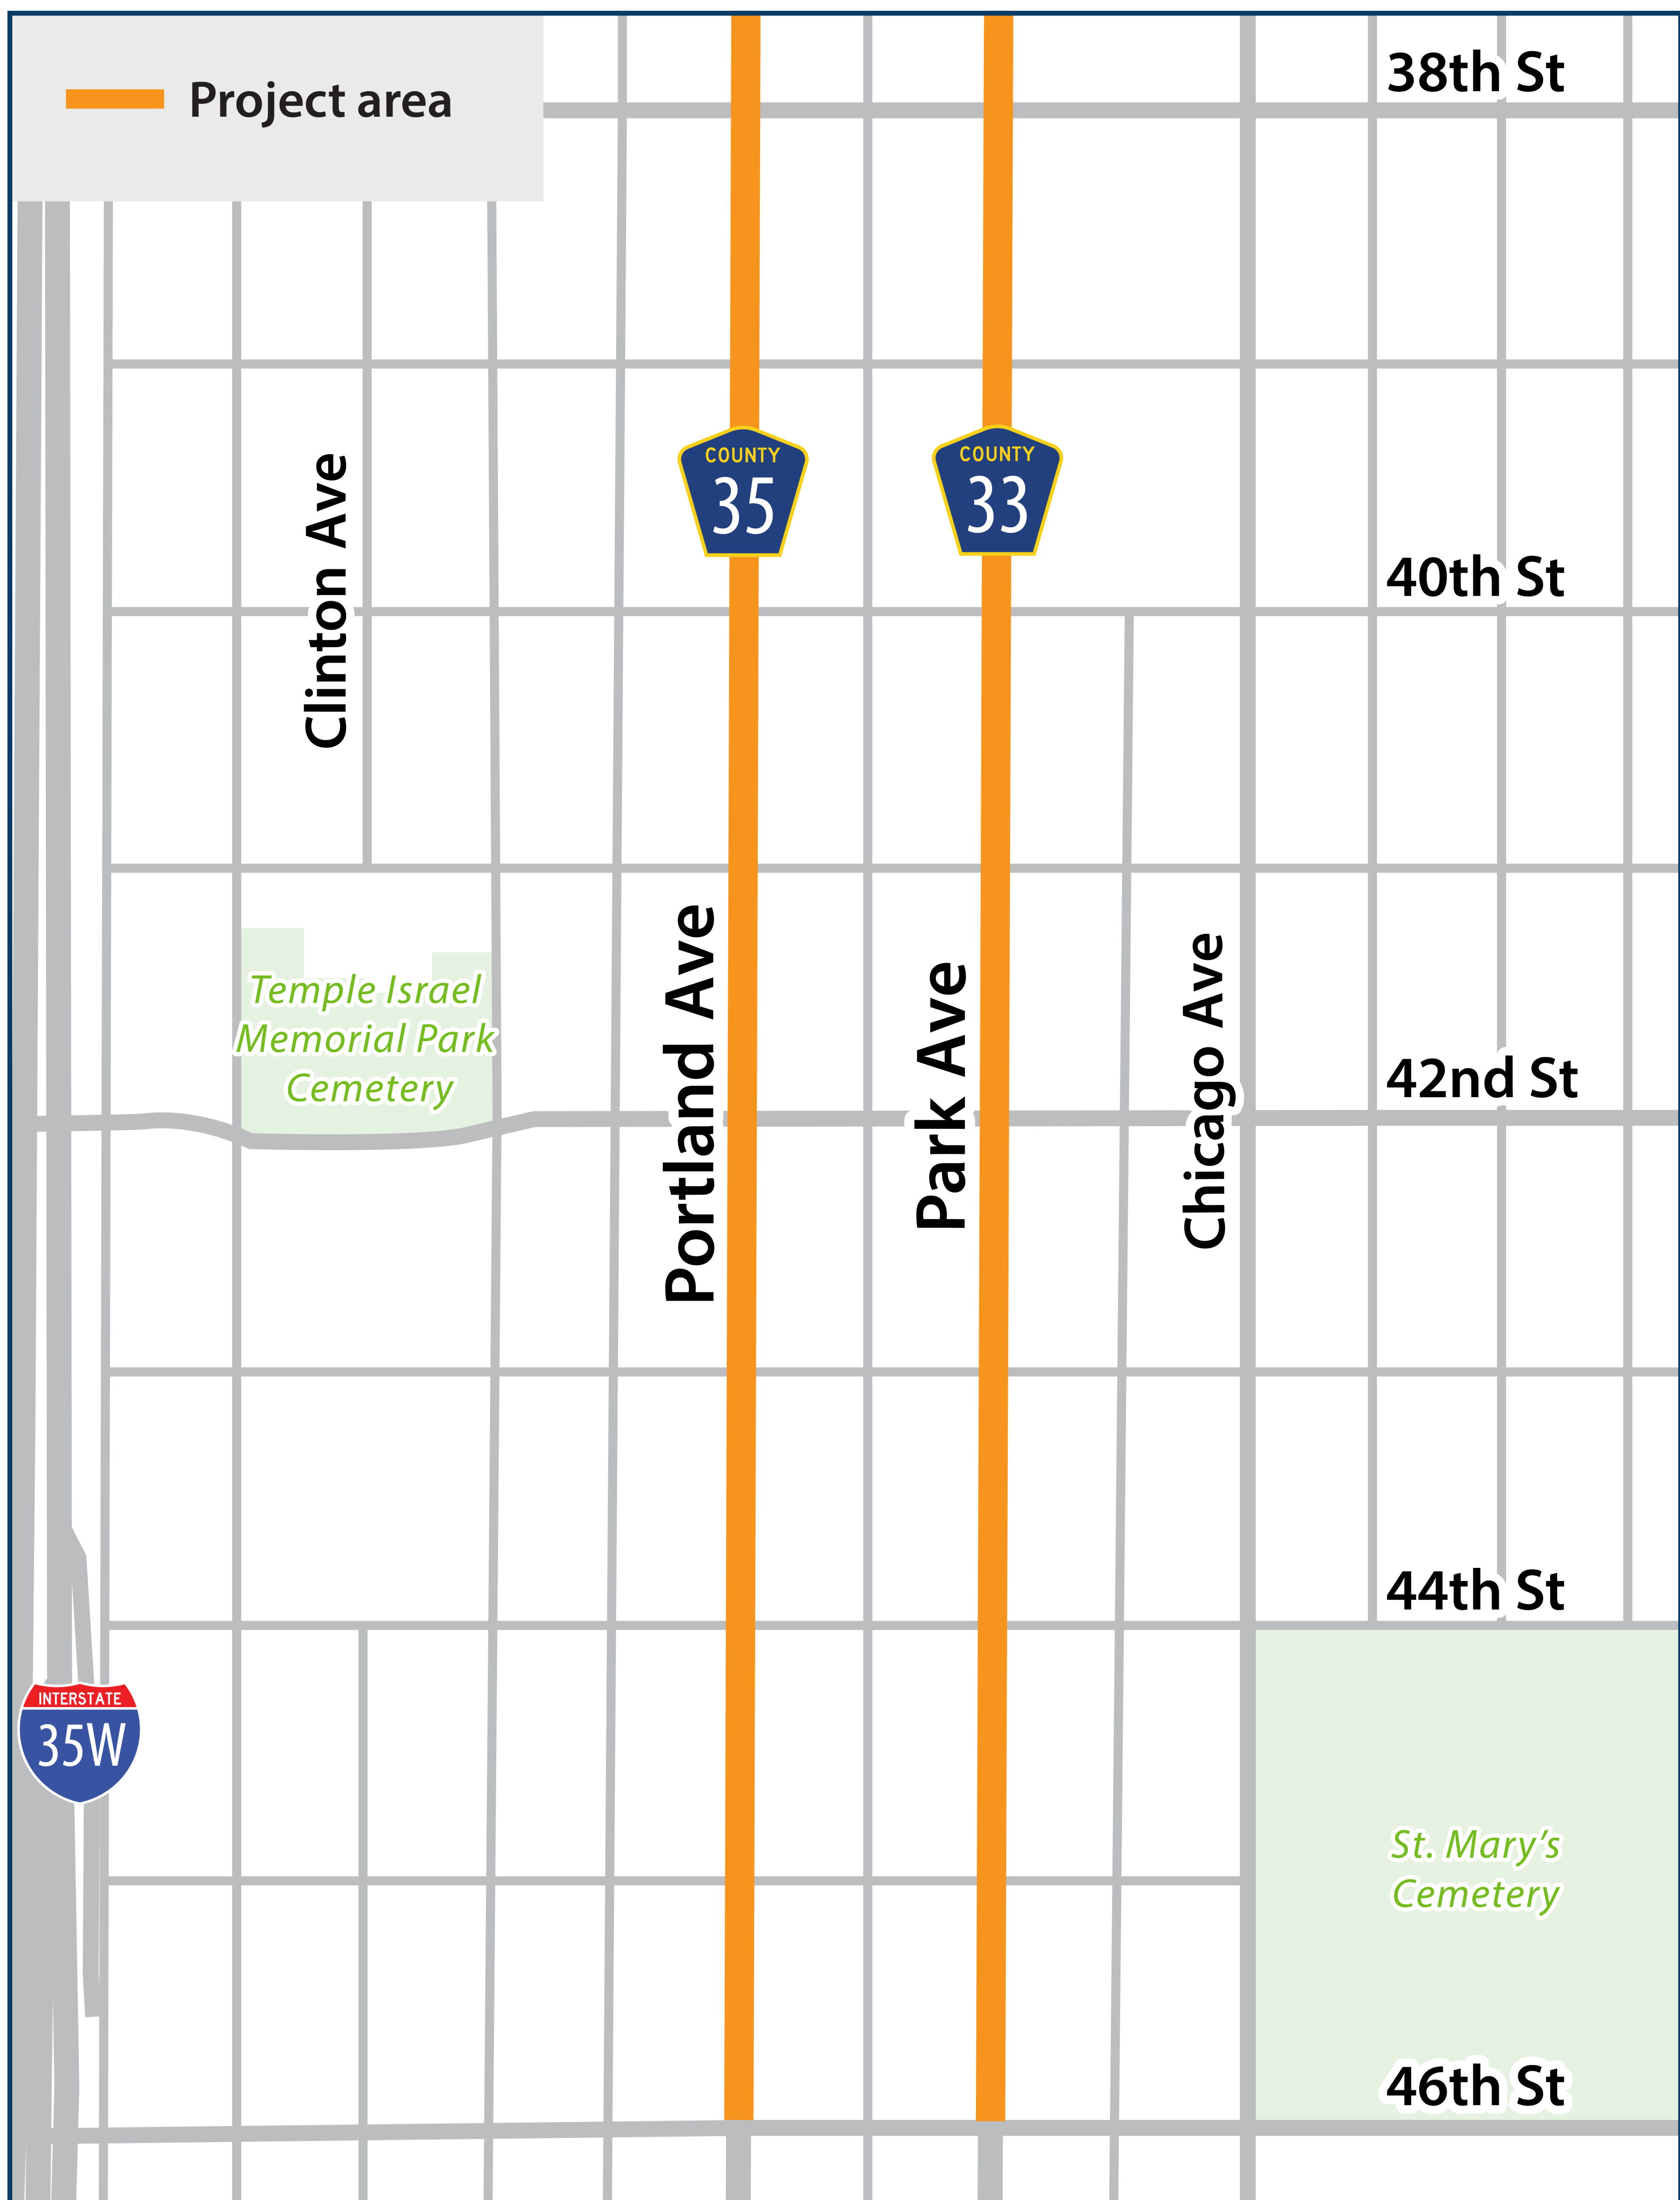 Project area
38th St
COUNTY
35
COUNTY
33
Clinton Ave
40th St
Portland Ave
Park Ave
Chicago Ave
Temple Israel
Memorial Park
Cemetery
42nd St
44th St
INTERSTATE
35W
St. Mary's
Cemetery
46th St